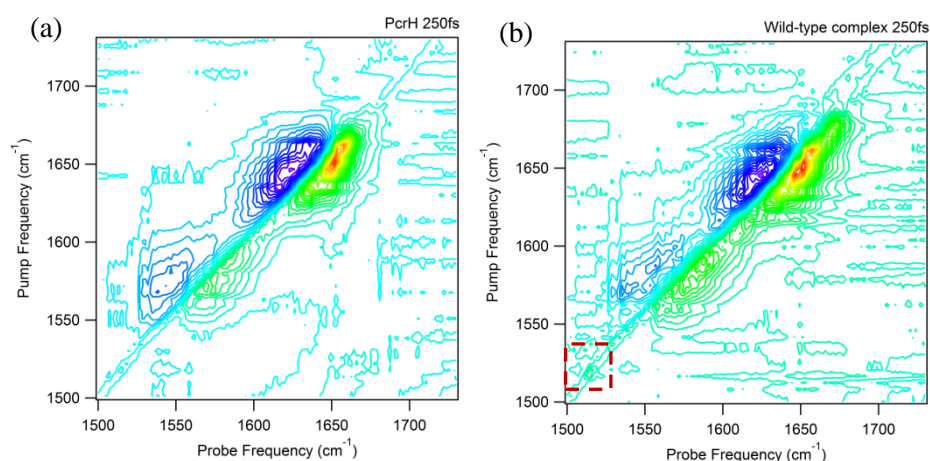 (a)
PcrH 250fs
Pump Frequency (cm⁻¹)
1700
1650
1600
1550
1500
1500 1550 1600 1650 1700
Probe Frequency (cm⁻¹)
(b)
Wild-type complex 250fs
Pump Frequency (cm⁻¹)
1700
1650
1600
1550
1500
1500 1550 1600 1650 1700
Probe Frequency (cm⁻¹)